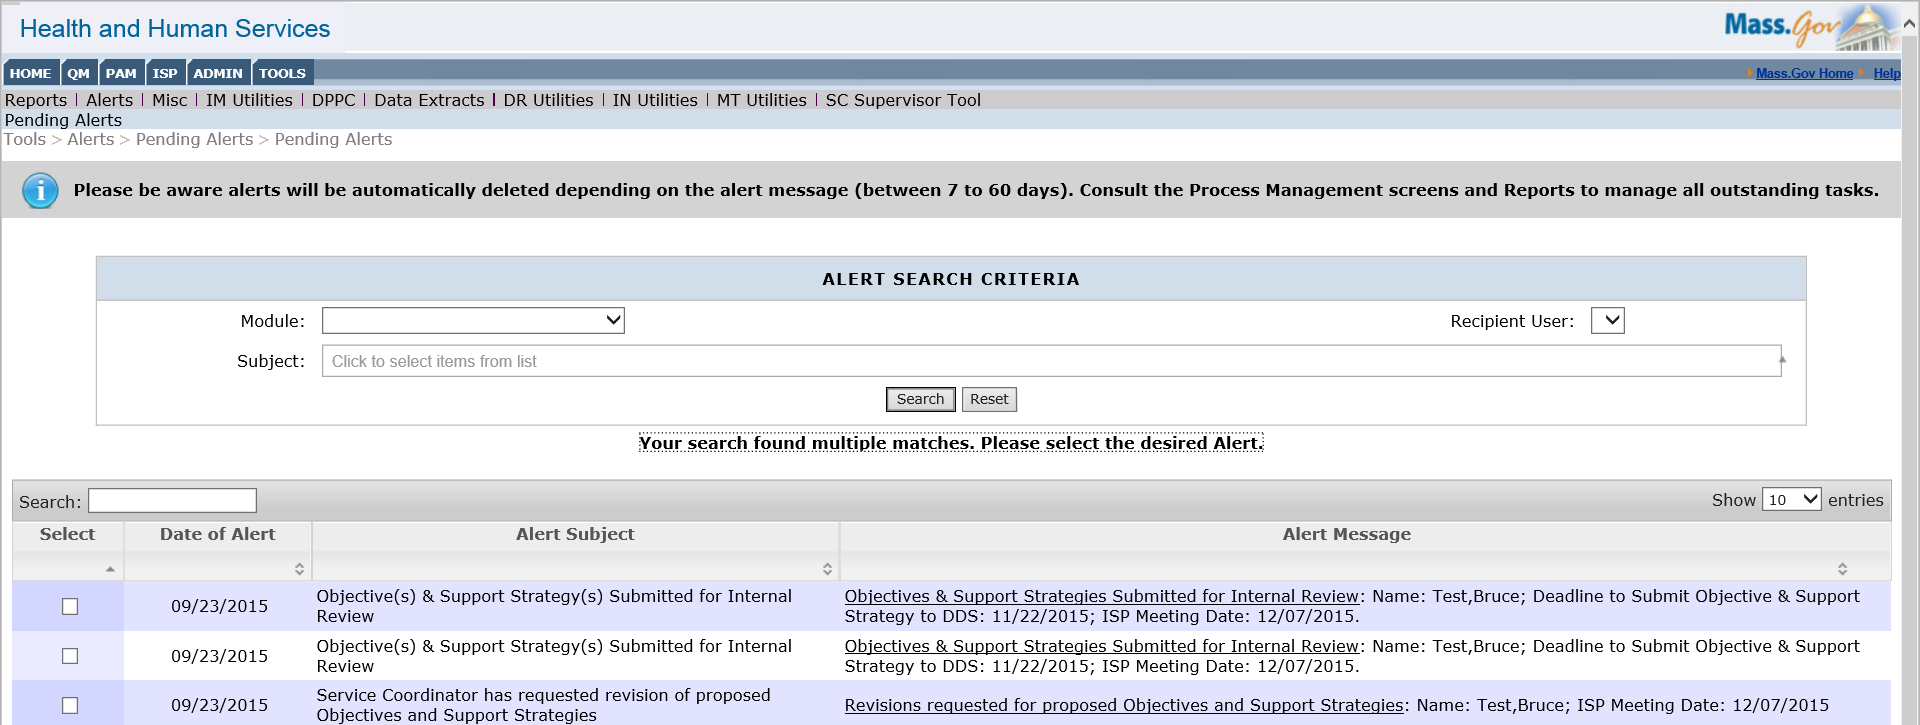 Health and Human Services
Mass.Gov
HOME QM PAM ISP ADMIN TOOLS
Mass.Gov Home Help
Reports | Alerts | Misc | IM Utilities | DPPC | Data Extracts | DR Utilities | IN Utilities | MT Utilities | SC Supervisor Tool
Pending Alerts
Tools > Alerts > Pending Alerts > Pending Alerts
Please be aware alerts will be automatically deleted depending on the alert message (between 7 to 60 days). Consult the Process Management screens and Reports to manage all outstanding tasks.
ALERT SEARCH CRITERIA
Module: Recipient User:
Subject: Click to select items from list
Search Reset
Your search found multiple matches. Please select the desired Alert.
Search: Show 10 entries
Select Date of Alert Alert Subject Alert Message
09/23/2015
Objective(s) & Support Strategy(s) Submitted for Internal
Review
Objectives & Support Strategies Submitted for Internal Review: Name: Test,Bruce; Deadline to Submit Objective & Support
Strategy to DDS: 11/22/2015; ISP Meeting Date: 12/07/2015.
09/23/2015
Objective(s) & Support Strategy(s) Submitted for Internal
Review
Objectives & Support Strategies Submitted for Internal Review: Name: Test,Bruce; Deadline to Submit Objective & Support
Strategy to DDS: 11/22/2015; ISP Meeting Date: 12/07/2015.
09/23/2015
Service Coordinator has requested revision of proposed
Objectives and Support Strategies
Revisions requested for proposed Objectives and Support Strategies: Name: Test,Bruce; ISP Meeting Date: 12/07/2015